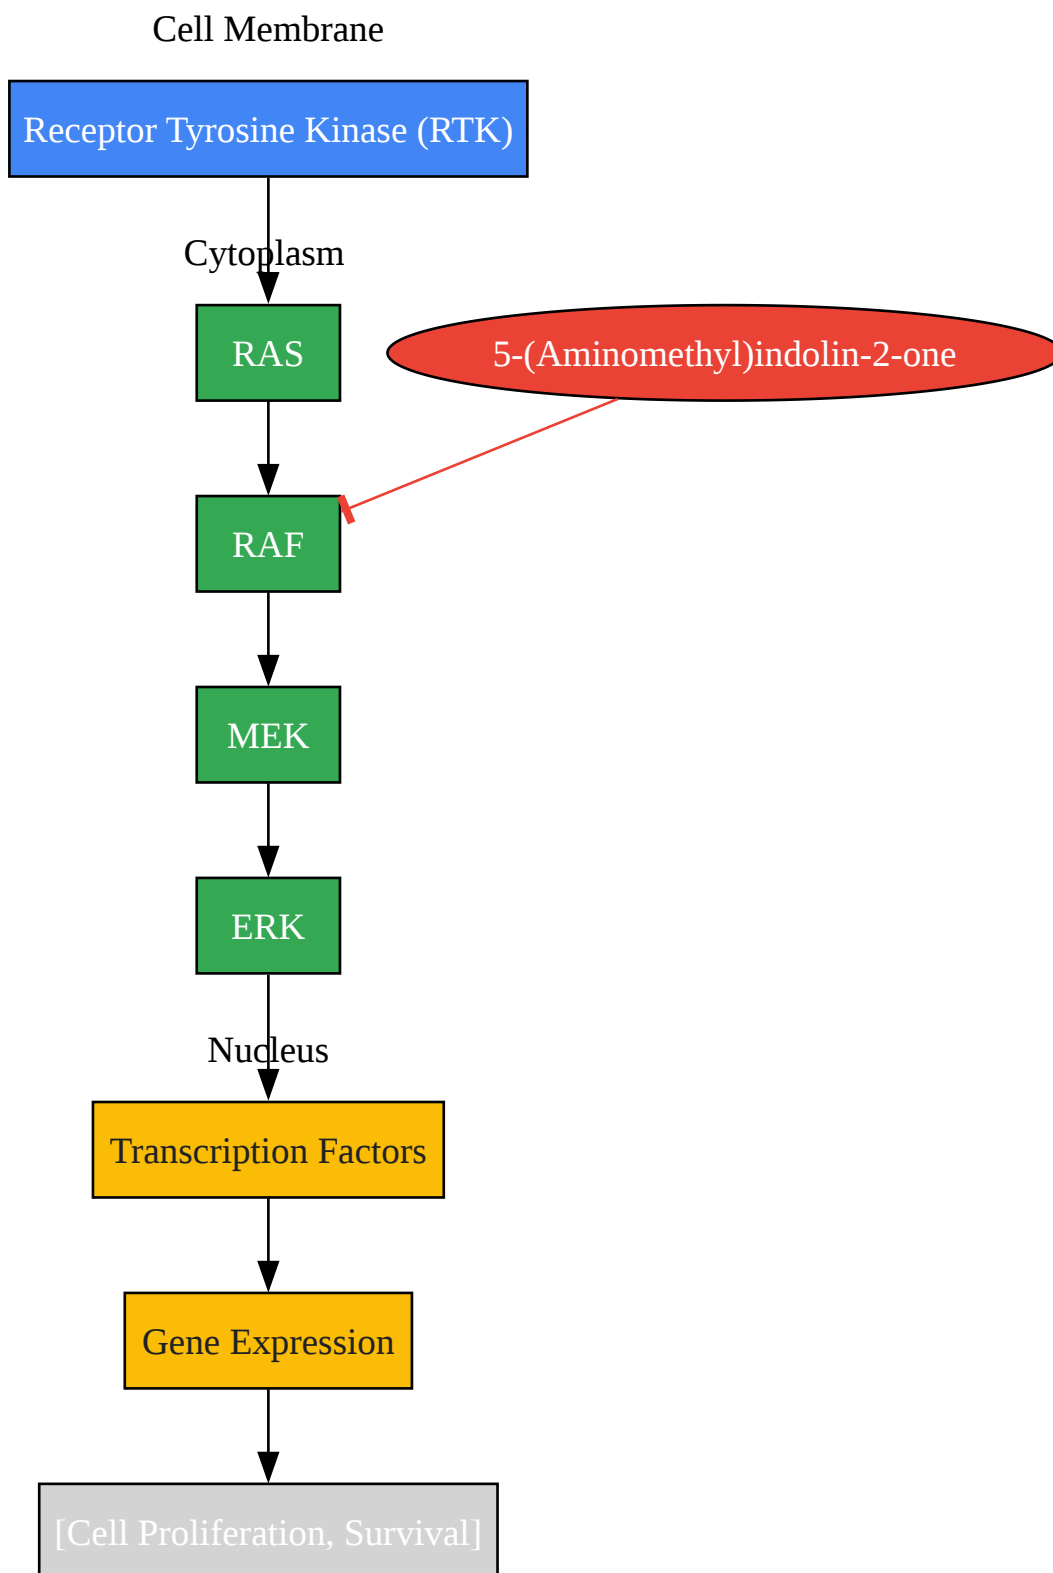 Cell Membrane
Receptor Tyrosine Kinase (RTK)
Cytoplasm
RAS
5-(Aminomethyl)indolin-2-one
RAF
MEK
ERK
Nucleus
Transcription Factors
Gene Expression
[Cell Proliferation, Survival]